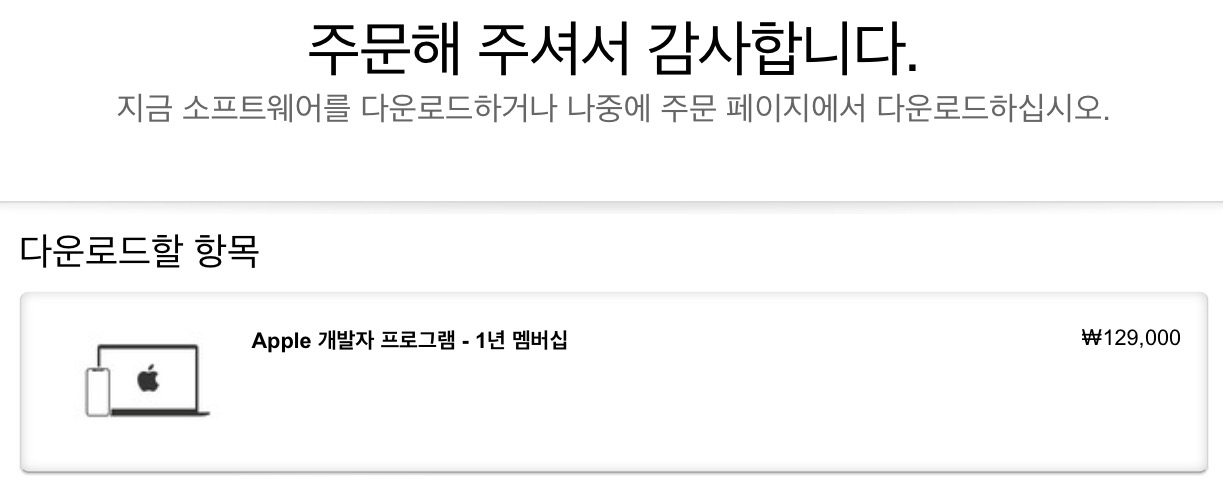 주문해 주셔서 감사합니다.
지금 소프트웨어를 다운로드하거나 나중에 주문 페이지에서 다운로드하십시오.
다운로드할 항목
Apple 개발자 프로그램 - 1년 멤버십
₩129,000